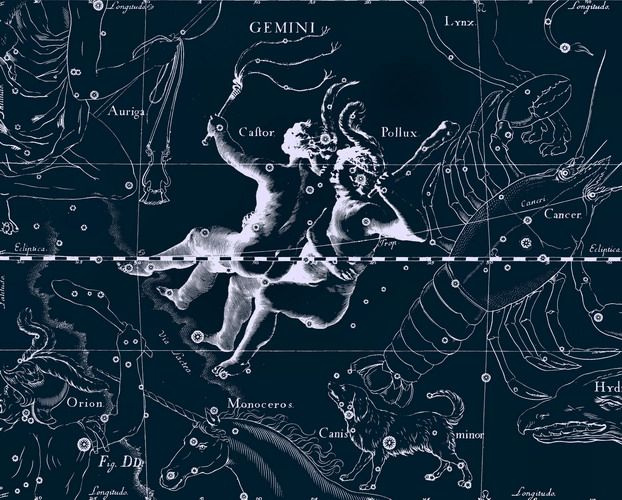 Longitudo.
GEMINI
Lynx.
Longitudo.
Auriga
Castor
Pollux
Cancri
Cancer.
Trop.
Ecliptica.
Ecliptica
Latitudo.
Via Lactea
Orion
Monoceros.
Canis minor
Hyd
Fig. DD
Longitudo.
Longitudo.